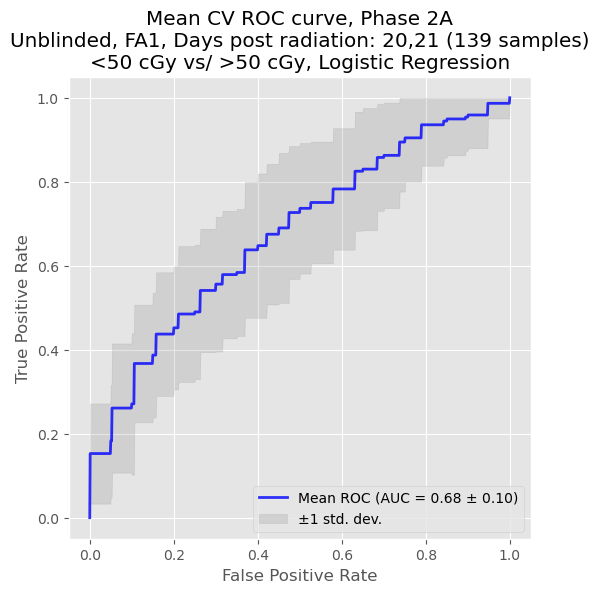 Mean CV ROC curve, Phase 2A
Unblinded, FA1, Days post radiation: 20,21 (139 samples)
<50 cGy vs/ >50 cGy, Logistic Regression
1.0
0.8
0.6
0.4
0.2
0.0
True Positive Rate
Mean ROC (AUC = 0.68 ± 0.10)
±1 std. dev.
0.0 0.2 0.4 0.6 0.8 1.0
False Positive Rate